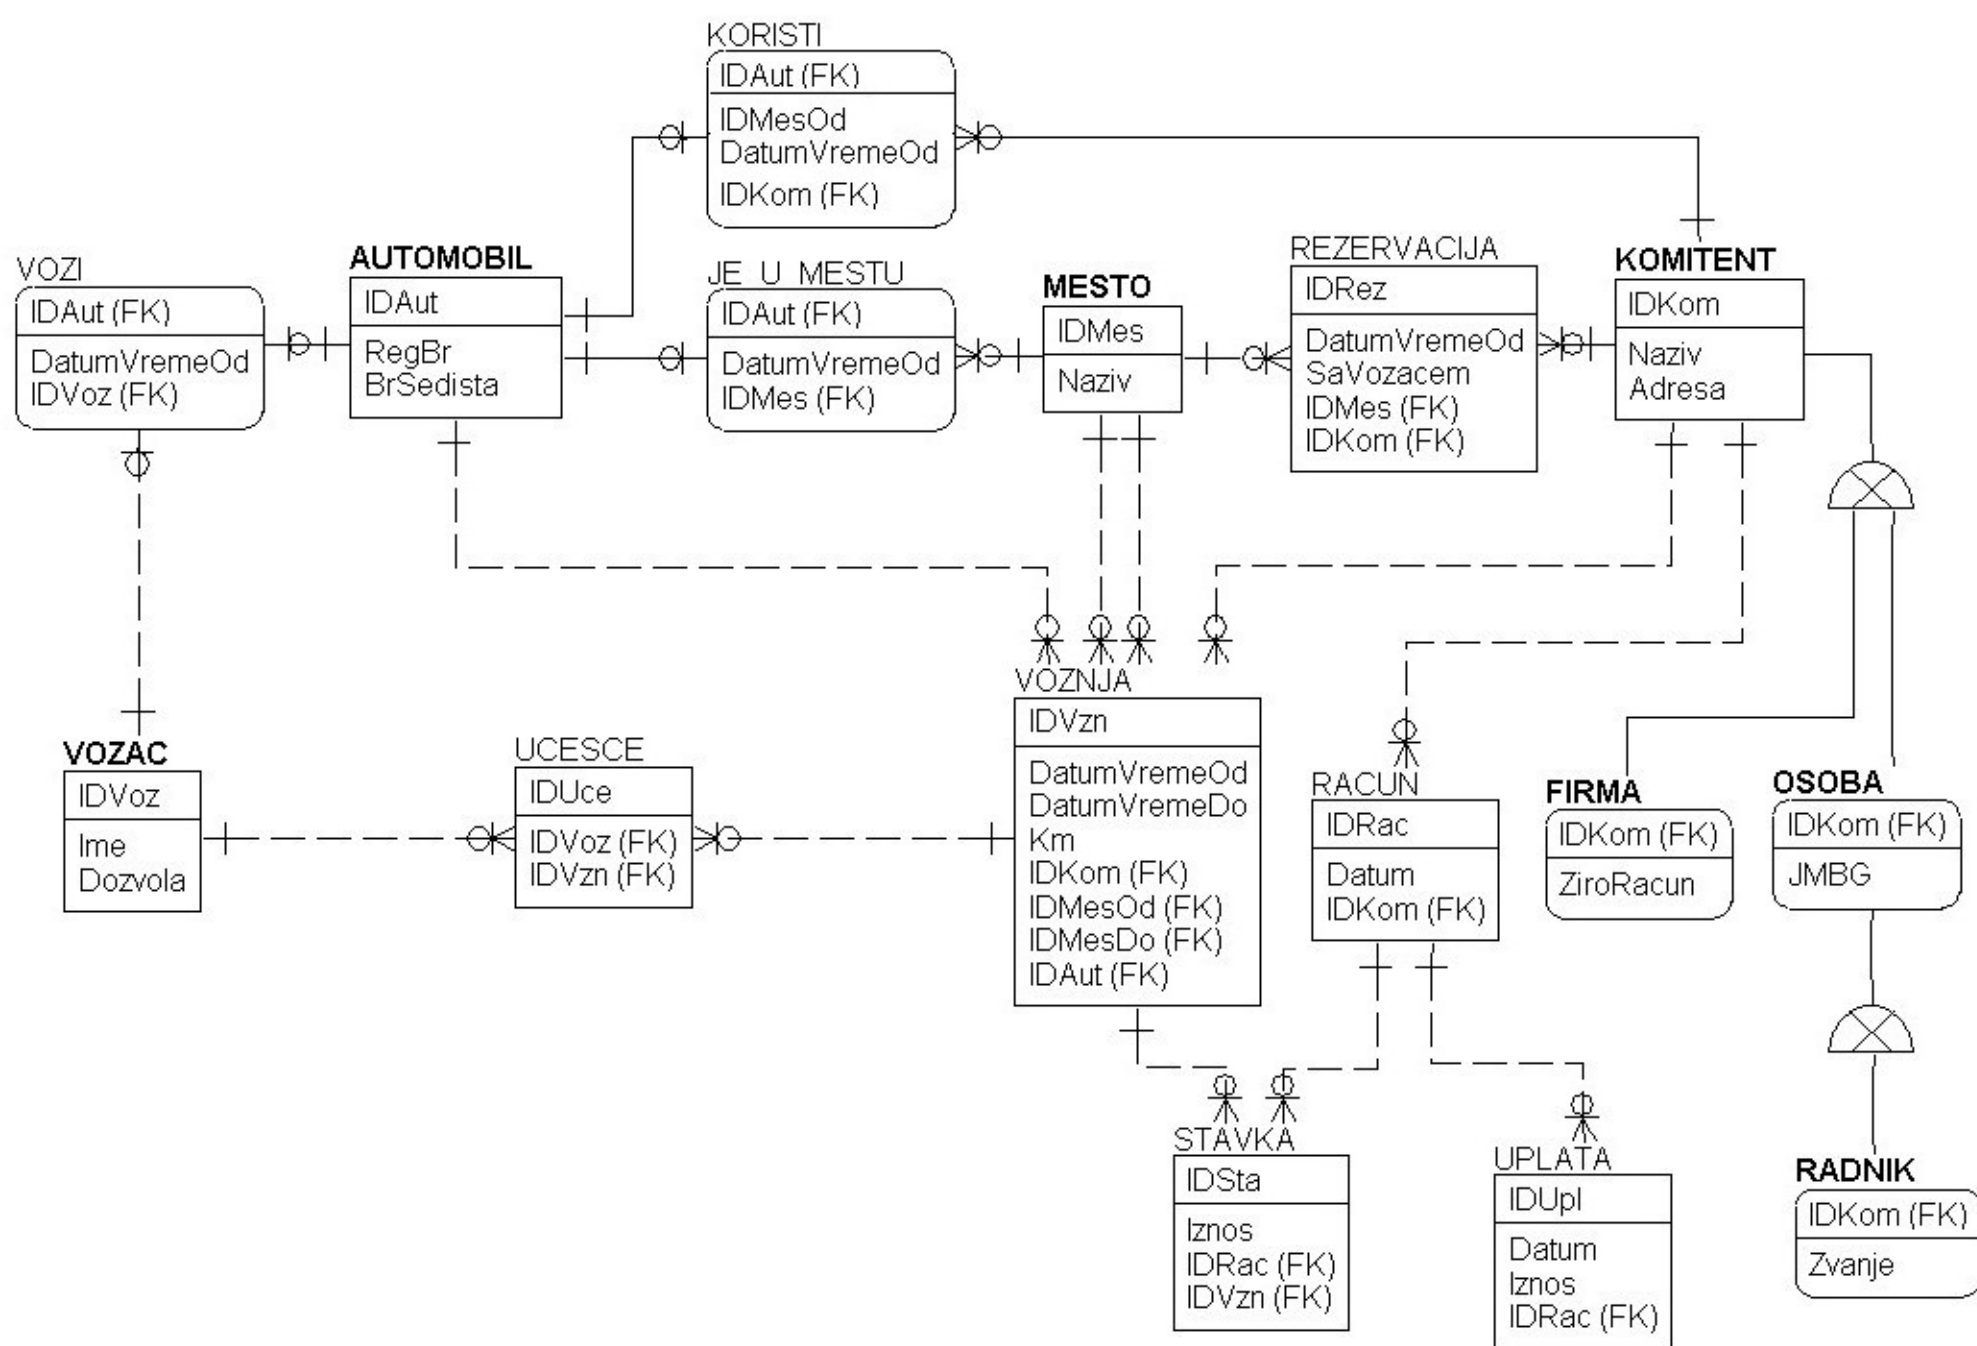 KORISTI
IDAut (FK)
IDMesOd
DatumVremeOd
IDKom (FK)
VOZI
IDAut (FK)
DatumVremeOd
IDVoz (FK)
AUTOMOBIL
IDAut
RegBr
BrSedista
JE_U_MESTU
IDAut (FK)
DatumVremeOd
IDMes (FK)
MESTO
IDMes
Naziv
REZERVACIJA
IDRez
DatumVremeOd
SaVozacem
IDMes (FK)
IDKom (FK)
KOMITENT
IDKom
Naziv
Adresa
VOZAC
IDVoz
Ime
Dozvola
UCESCE
IDUce
IDVoz (FK)
IDVzn (FK)
VOZNJA
IDVzn
DatumVremeOd
DatumVremeDo
Km
IDKom (FK)
IDMesOd (FK)
IDMesDo (FK)
IDAut (FK)
RACUN
IDRac
Datum
IDKom (FK)
FIRMA
IDKom (FK)
ZiroRacun
OSOBA
IDKom (FK)
JMBG
STAVKA
IDSta
Iznos
IDRac (FK)
IDVzn (FK)
UPLATA
IDUpl
Datum
Iznos
IDRac (FK)
RADNIK
IDKom (FK)
Zvanje